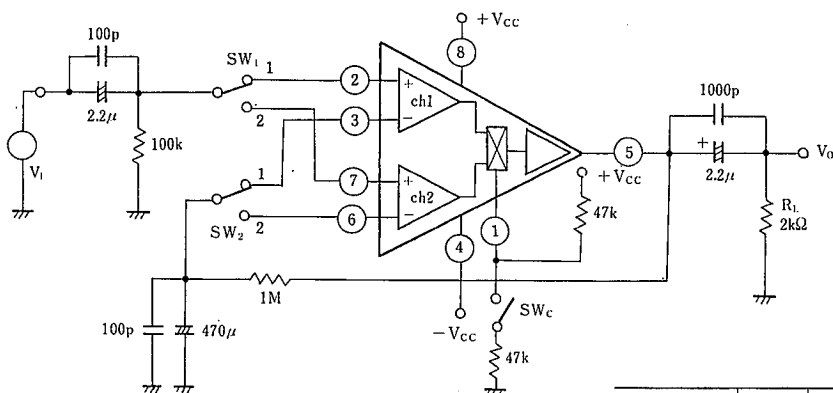 +VCC
100p
SW1
1
8
1000p
2
+
ch1
2.2μ
3
−
2
100k
5
VO
V1
1
7
+
+VCC
+
2.2μ
ch2
6
−
47k
RL
2kΩ
SW2
2
4
1
1M
SWC
100p
470μ
−VCC
47k